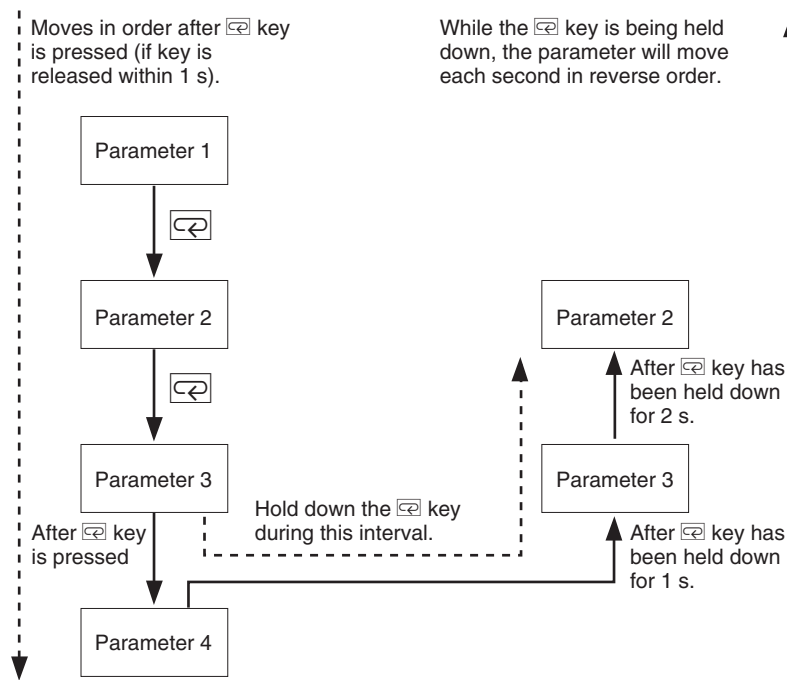 Moves in order after key
is pressed (if key is
released within 1 s).
While the key is being held
down, the parameter will move
each second in reverse order.
Parameter 1
Parameter 2
Parameter 2
After key has
been held down
for 2 s.
Parameter 3
Parameter 3
Hold down the key
during this interval.
After key
is pressed
After key has
been held down
for 1 s.
Parameter 4